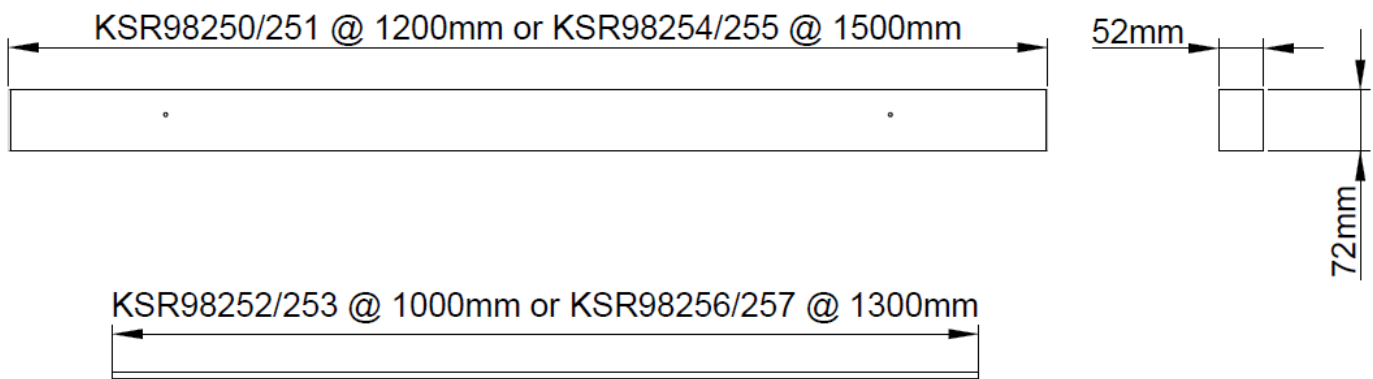 KSR98250/251 @ 1200mm or KSR98254/255 @ 1500mm
52mm
72mm
KSR98252/253 @ 1000mm or KSR98256/257 @ 1300mm